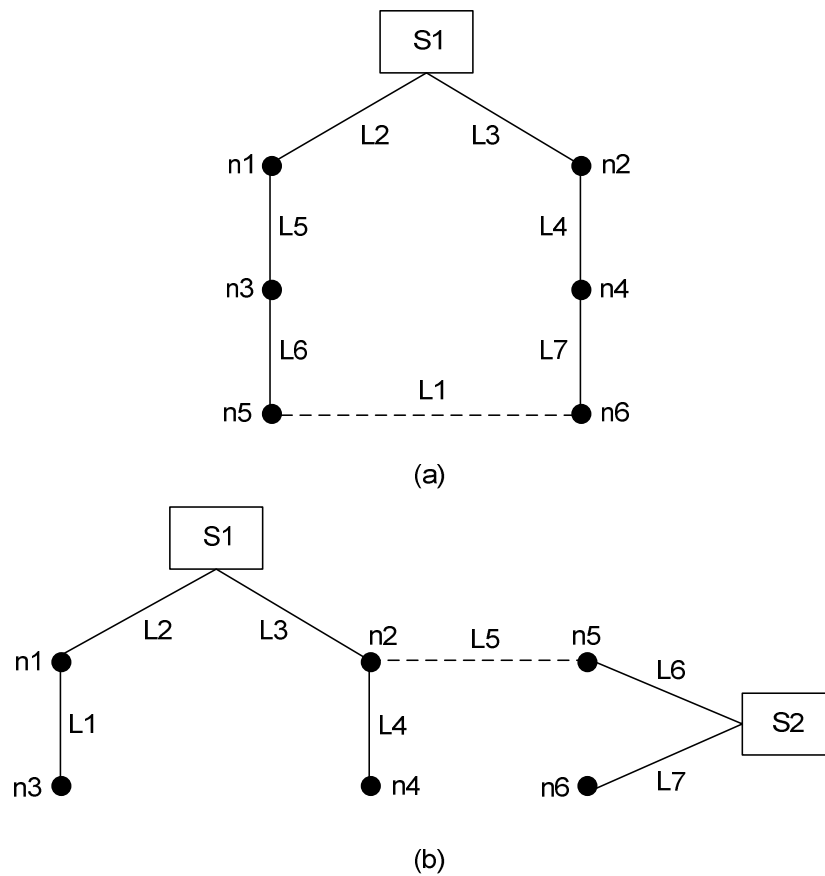 S1
L2 L3
n1 n2
L5 L4
n3 n4
L6 L7
L1
n5 n6
(a)
S1
L2 L3 n2 L5 n5
n1 L6
L1 L4 S2
n3 n4 n6 L7
(b)